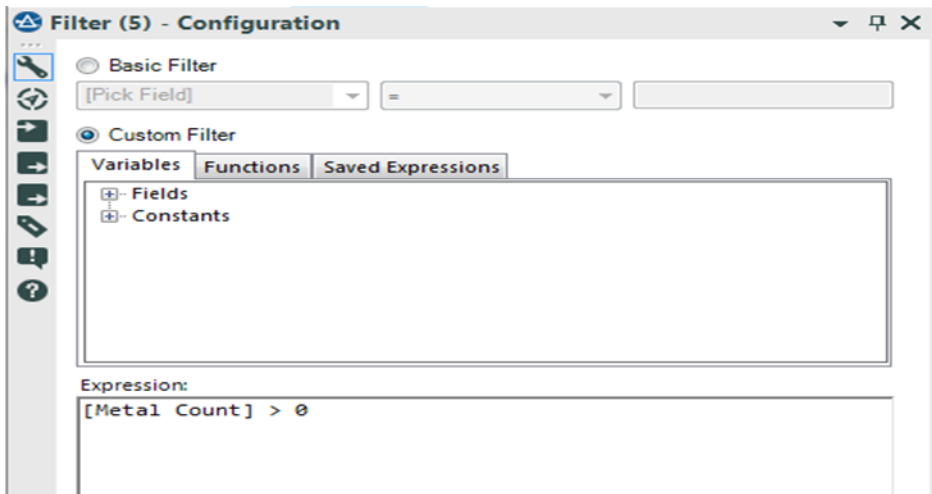 Filter (5) - Configuration
Basic Filter
[Pick Field] =
Custom Filter
Variables Functions Saved Expressions
Fields
Constants
Expression:
[Metal Count] > 0